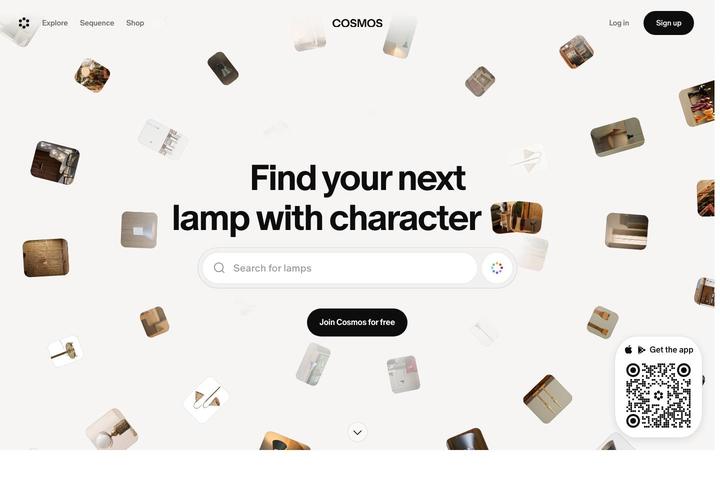 Explore
Sequence
Shop
COSMOS
Log in
Sign up
Find your next
lamp with character
Search for lamps
Join Cosmos for free
Get the app